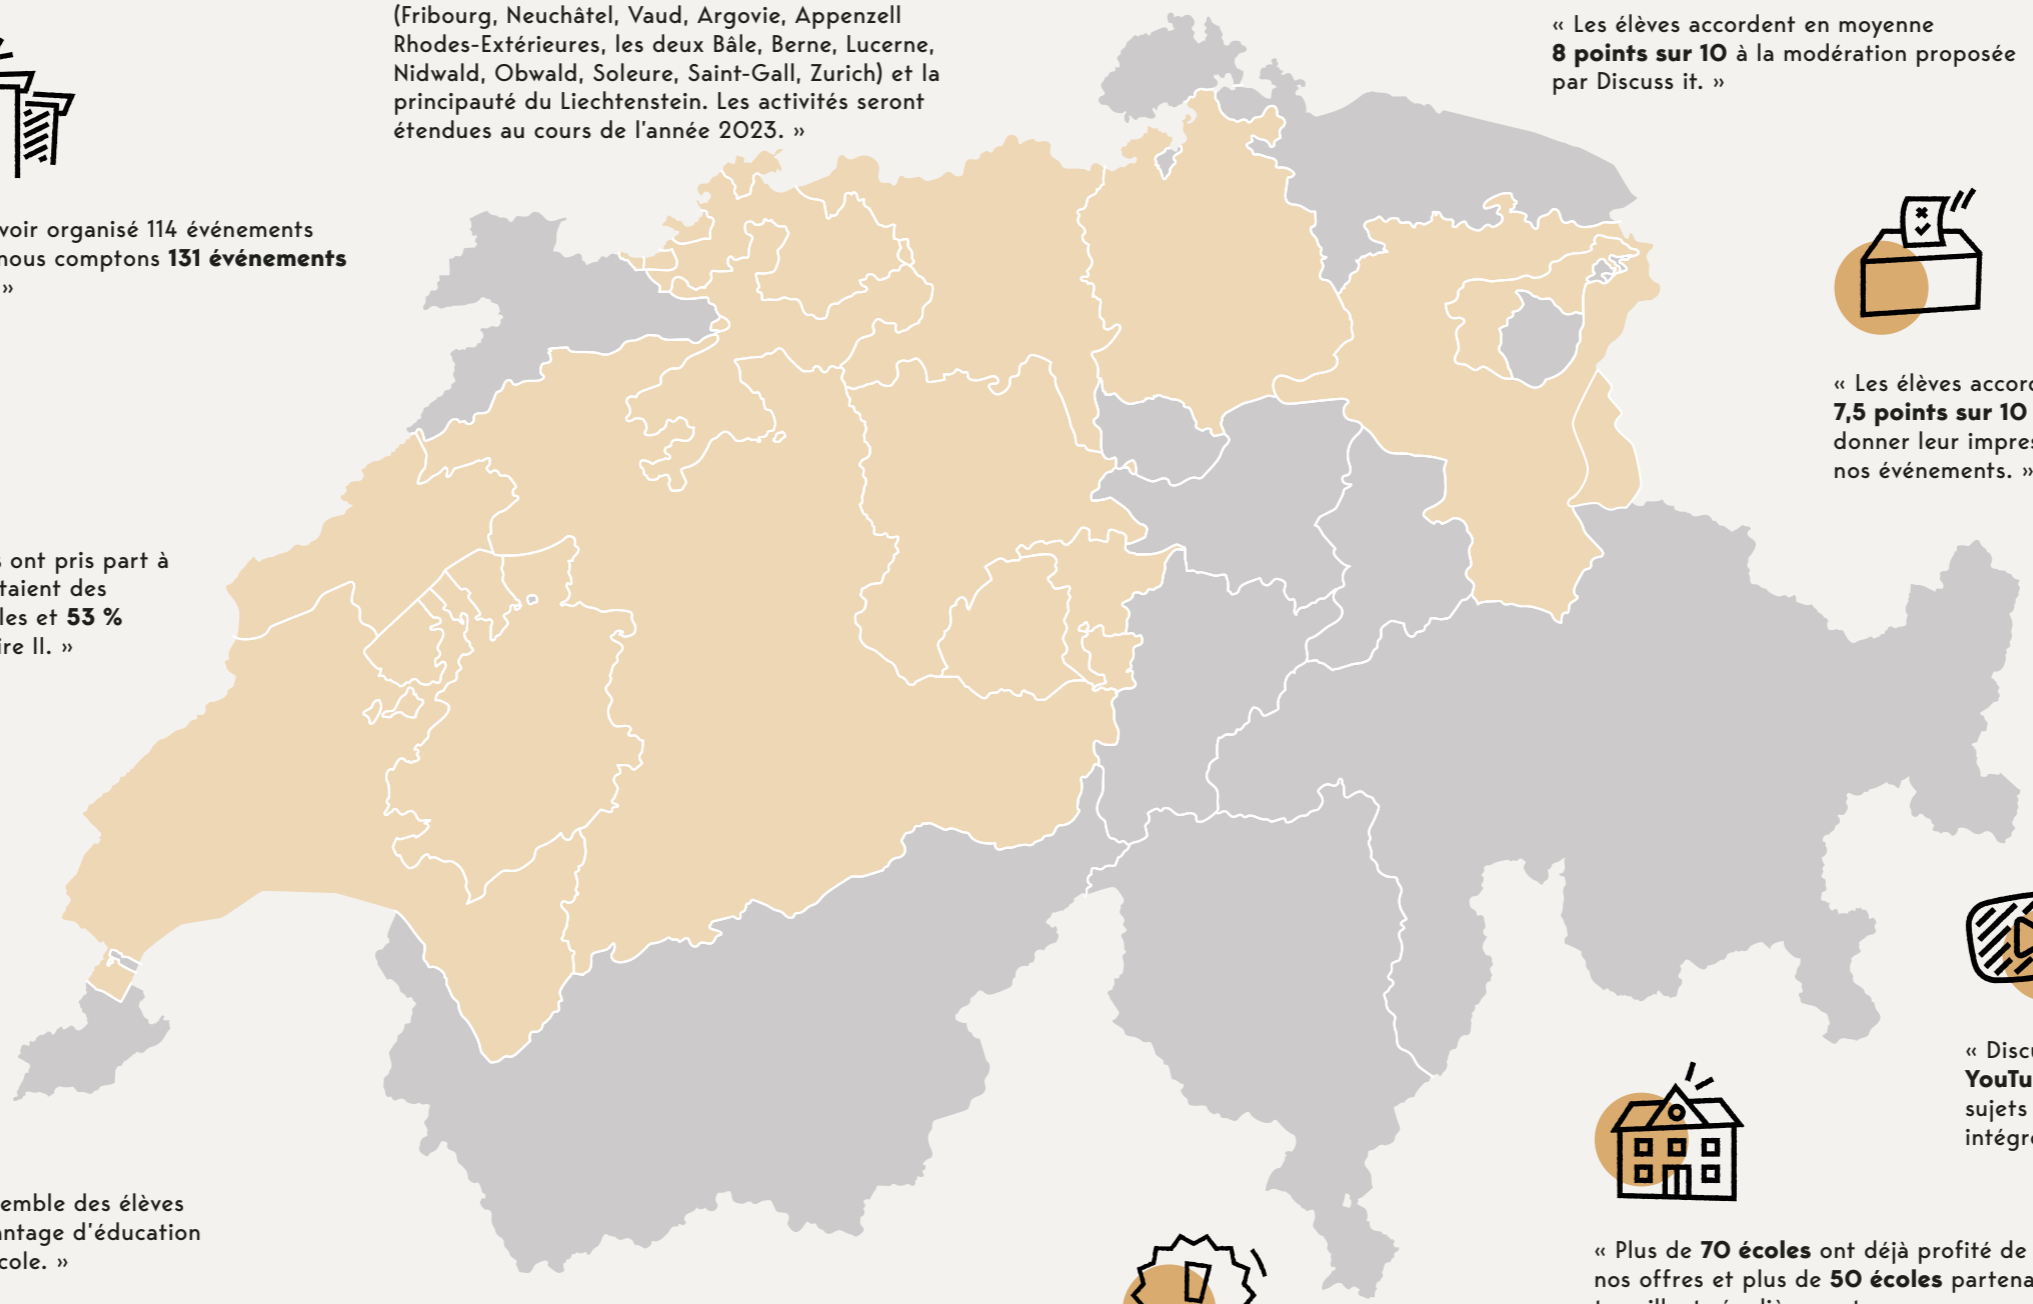 (Fribourg, Neuchâtel, Vaud, Argovie, Appenzell
Rhodes-Extérieures, les deux Bâle, Berne, Lucerne,
Nidwald, Obwald, Soleure, Saint-Gall, Zurich) et la
principauté du Liechtenstein. Les activités seront
étendues au cours de l'année 2023. »
« Les élèves accordent en moyenne
8 points sur 10 à la modération proposée
par Discuss it. »
voir organisé 114 événements
nous comptons 131 événements
»
« Les élèves accord
7,5 points sur 10
donner leur impres
nos événements. »
s ont pris part à
taient des
les et 53 %
ire II. »
« Discu
YouTu
sujets
intégr
emble des élèves
antage d'éducation
cole. »
« Plus de 70 écoles ont déjà profité de
nos offres et plus de 50 écoles partena